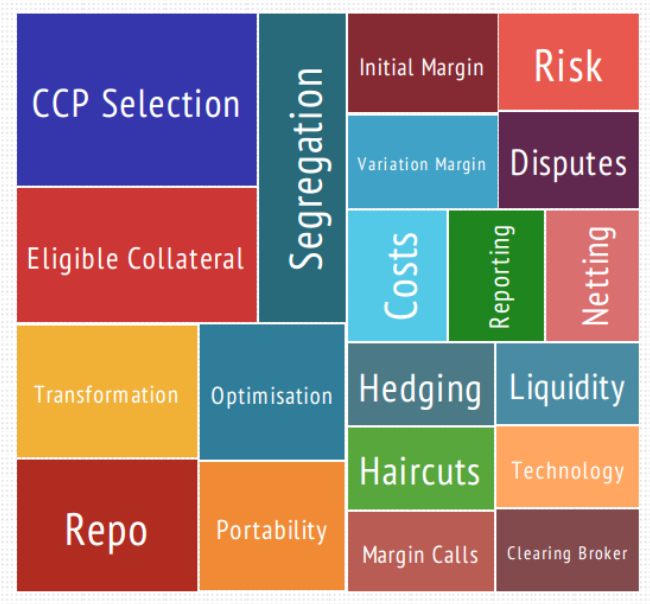 CCP Selection
Segregation
Initial Margin
Risk
Variation Margin
Disputes
Eligible Collateral
Costs
Reporting
Netting
Transformation
Optimisation
Hedging
Liquidity
Haircuts
Technology
Repo
Portability
Margin Calls
Clearing Broker